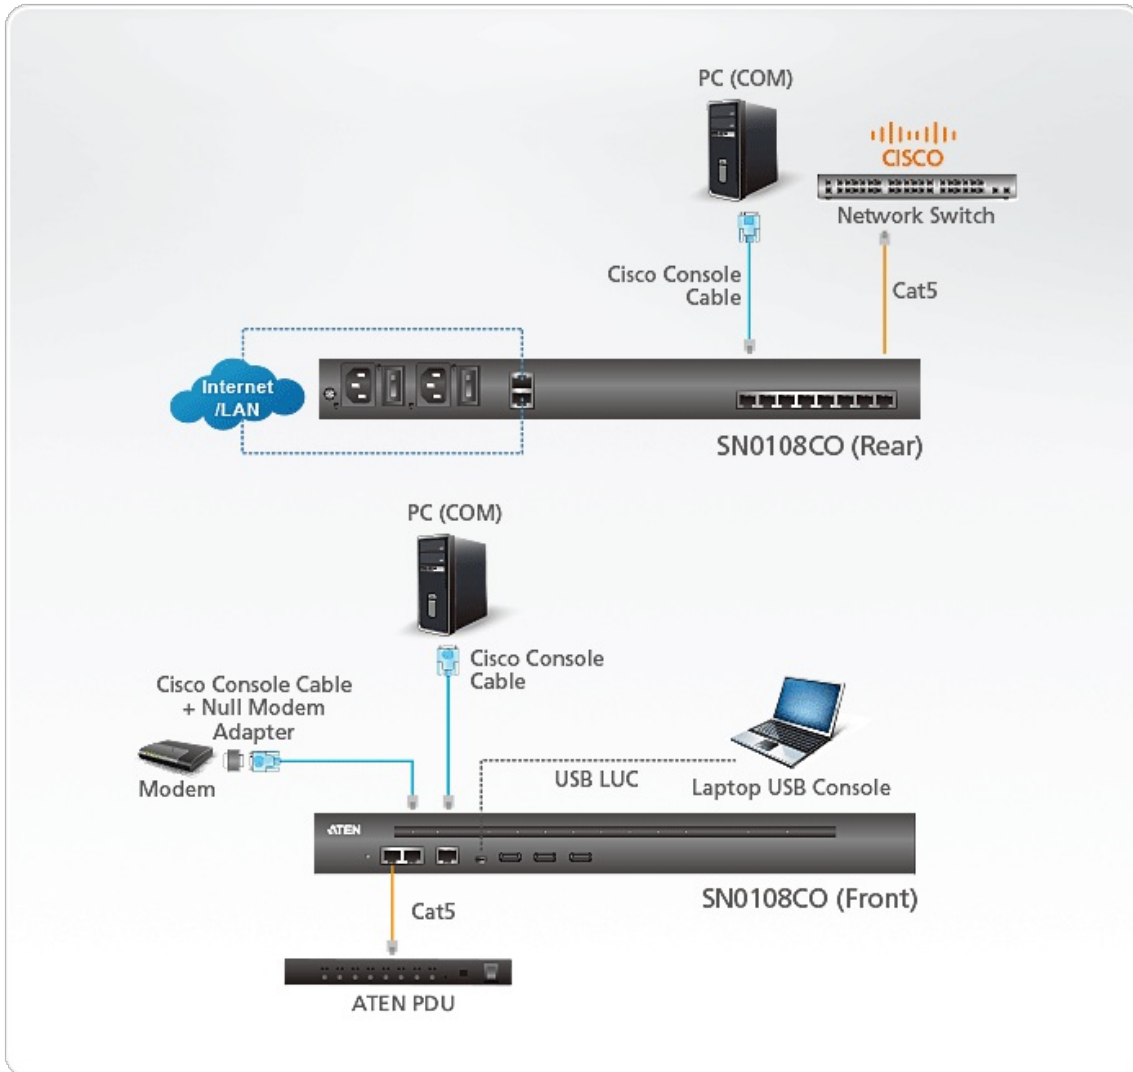 PC (COM)
CISCO
Network Switch
Cisco Console
Cable
Cat5
Internet
/LAN
SN0108CO (Rear)
PC (COM)
Cisco Console
Cable
Cisco Console Cable
+ Null Modem
Adapter
Modem
USB LUC
Laptop USB Console
ATEN
SN0108CO (Front)
Cat5
ATEN PDU